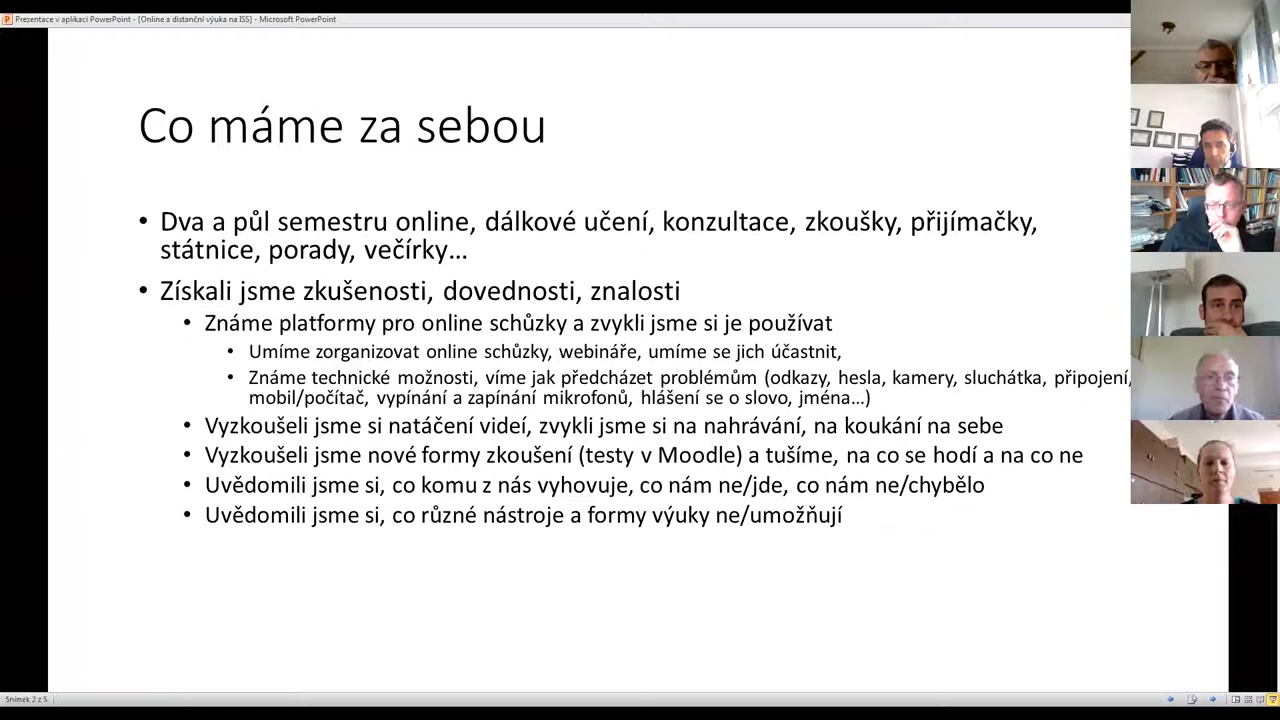 Prezentace v aplikaci PowerPoint - [Online a distanční výuka na ISS] - Microsoft PowerPoint
Co máme za sebou
• Dva a půl semestru online, dálkové učení, konzultace, zkoušky, přijímačky,
státnice, porady, večírky…
• Získali jsme zkušenosti, dovednosti, znalosti
• Známe platformy pro online schůzky a zvykli jsme si je používat
• Umíme zorganizovat online schůzky, webináře, umíme se jich účastnit,
• Známe technické možnosti, víme jak předcházet problémům (odkazy, hesla, kamery, sluchátka, připojení,
mobil/počítač, vypínání a zapínání mikrofonů, hlášení se o slovo, jména…)
• Vyzkoušeli jsme si natáčení videí, zvykli jsme si na nahrávání, na koukání na sebe
• Vyzkoušeli jsme nové formy zkoušení (testy v Moodle) a tušíme, na co se hodí a na co ne
• Uvědomili jsme si, co komu z nás vyhovuje, co nám ne/jde, co nám ne/chybělo
• Uvědomili jsme si, co různé nástroje a formy výuky ne/umožňují
Snímek 2 z 5